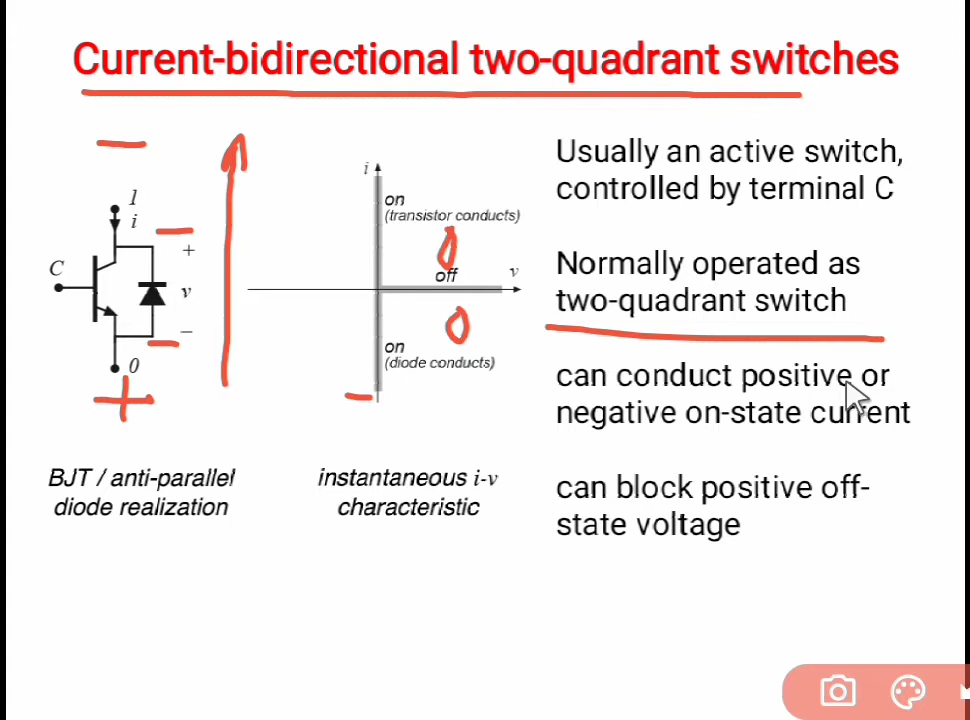 Current-bidirectional two-quadrant switches
Usually an active switch,
controlled by terminal C
Normally operated as
two-quadrant switch
can conduct positive or
negative on-state current
can block positive off-
state voltage
1
i
+
C
v
–
0
+
BJT / anti-parallel
diode realization
i
on
(transistor conducts)
0
off
v
0
on
(diode conducts)
instantaneous i-v
characteristic